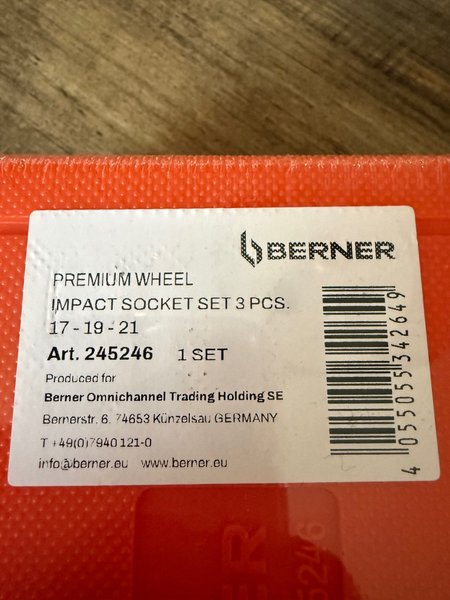 BERNER
PREMIUM WHEEL
IMPACT SOCKET SET 3 PCS.
17 - 19 - 21
Art. 245246 1 SET
Produced for
Berner Omnichannel Trading Holding SE
Bernerstr. 6, 74653 Künzelsau GERMANY
T +49(0)7940 121-0
info@berner.eu www.berner.eu
4 055055 342649
ER
5246